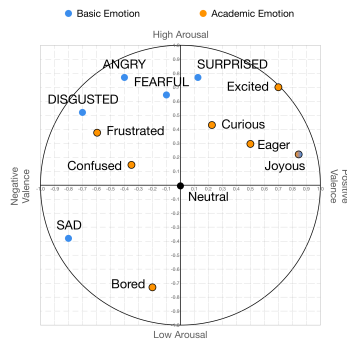 Basic Emotion
Academic Emotion
High Arousal
ANGRY
SURPRISED
FEARFUL
Excited
DISGUSTED
Frustrated
Curious
Eager
Confused
Joyous
Negative
Valence
Positive
Valence
Neutral
SAD
Bored
Low Arousal